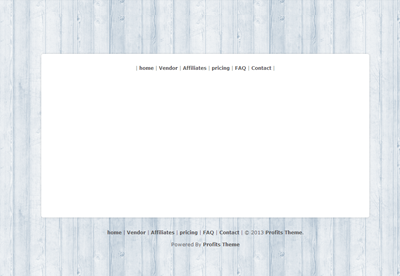 | home | Vendor | Affiliates | pricing | FAQ | Contact |
home | Vendor | Affiliates | pricing | FAQ | Contact | © 2013 Profits Theme.
Powered By Profits Theme